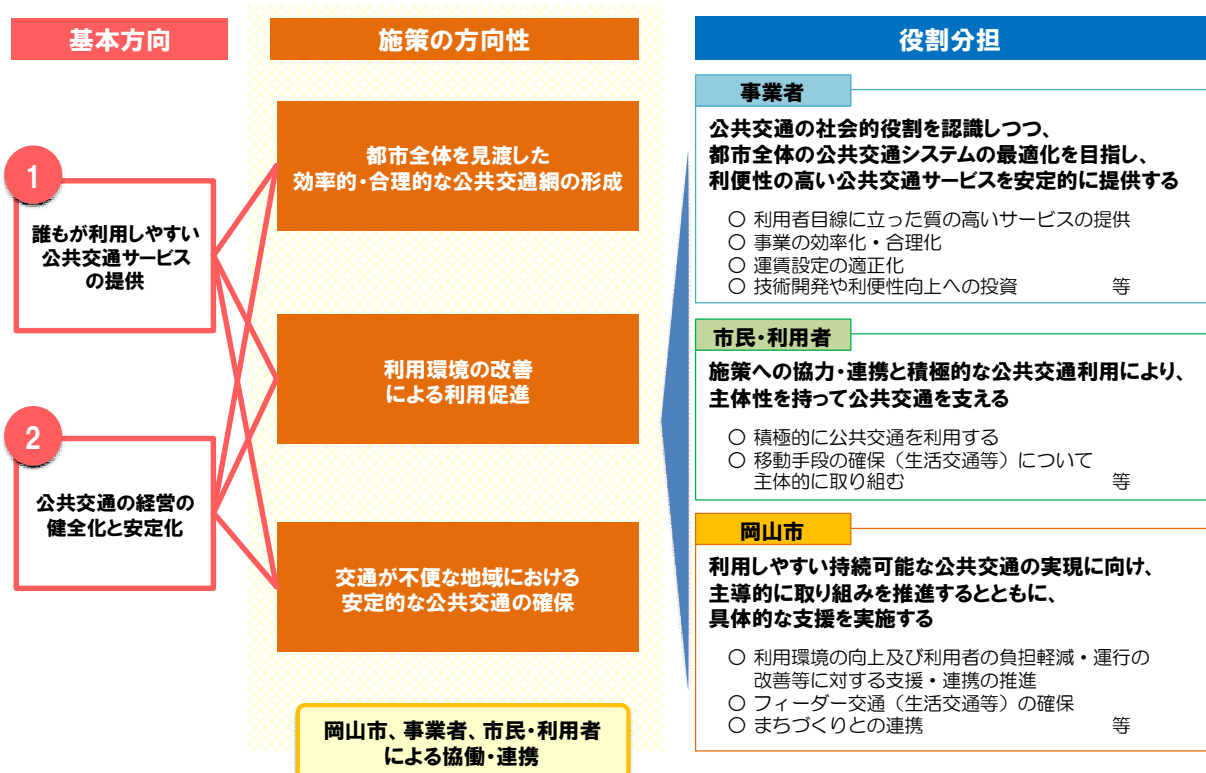 基本方向
施策の方向性
役割分担
1
誰もが利用しやすい
公共交通サービス
の提供
2
公共交通の経営の
健全化と安定化
都市全体を見渡した
効率的・合理的な公共交通網の形成
利用環境の改善
による利用促進
交通が不便な地域における
安定的な公共交通の確保
岡山市、事業者、市民・利用者
による協働・連携
事業者
公共交通の社会的役割を認識しつつ、
都市全体の公共交通システムの最適化を目指し、
利便性の高い公共交通サービスを安定的に提供する
○ 利用者目線に立った質の高いサービスの提供
○ 事業の効率化・合理化
○ 運賃設定の適正化
○ 技術開発や利便性向上への投資 等
市民・利用者
施策への協力・連携と積極的な公共交通利用により、
主体性を持って公共交通を支える
○ 積極的に公共交通を利用する
○ 移動手段の確保（生活交通等）について
主体的に取り組む 等
岡山市
利用しやすい持続可能な公共交通の実現に向け、
主導的に取り組みを推進するとともに、
具体的な支援を実施する
○ 利用環境の向上及び利用者の負担軽減・運行の
改善等に対する支援・連携の推進
○ フィーダー交通（生活交通等）の確保
○ まちづくりとの連携 等